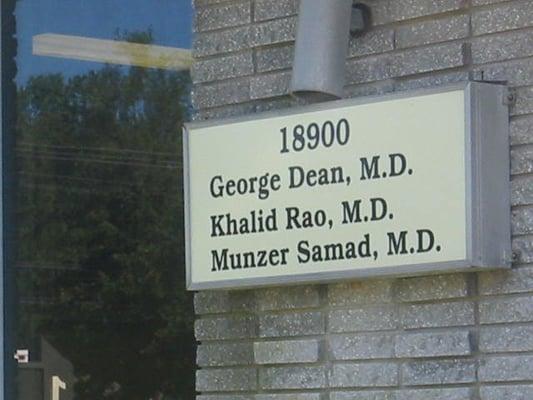 18900
George Dean, M.D.
Khalid Rao, M.D.
Munzer Samad, M.D.